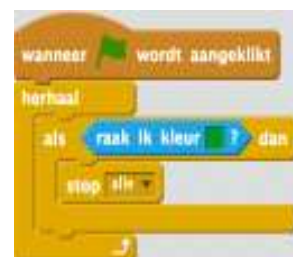 wanneer wordt aangeklikt
herhaal
als raak ik kleur ? dan
stop alle